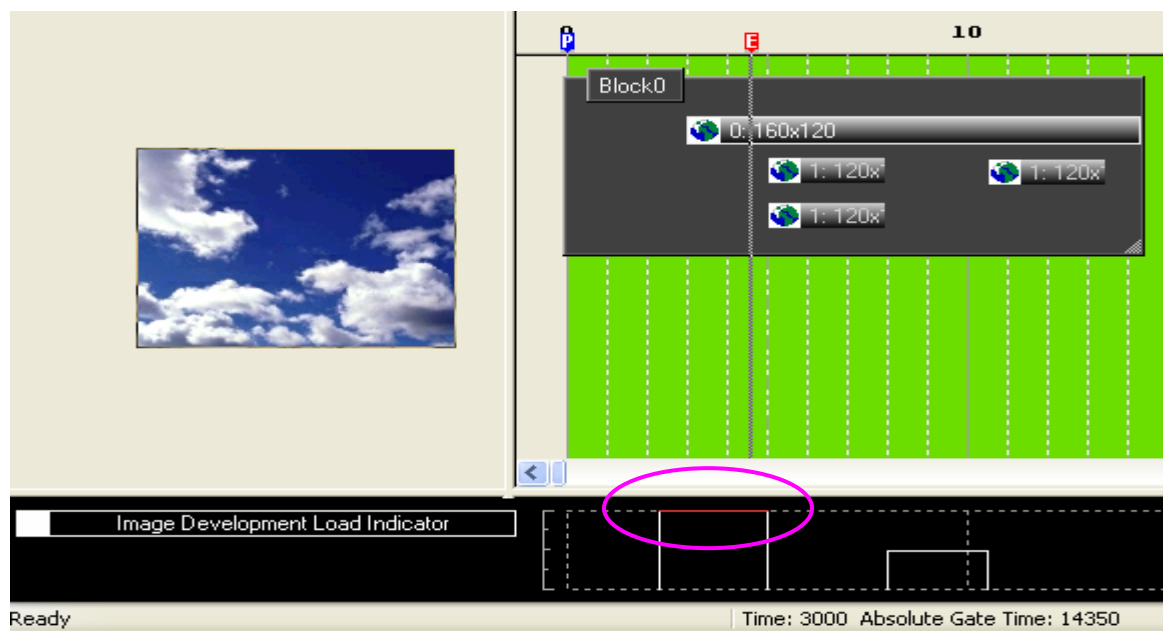 0 10
P E
Block0
0: 160x120
1: 120x 1: 120x
1: 120x
Image Development Load Indicator
Ready Time: 3000 Absolute Gate Time: 14350